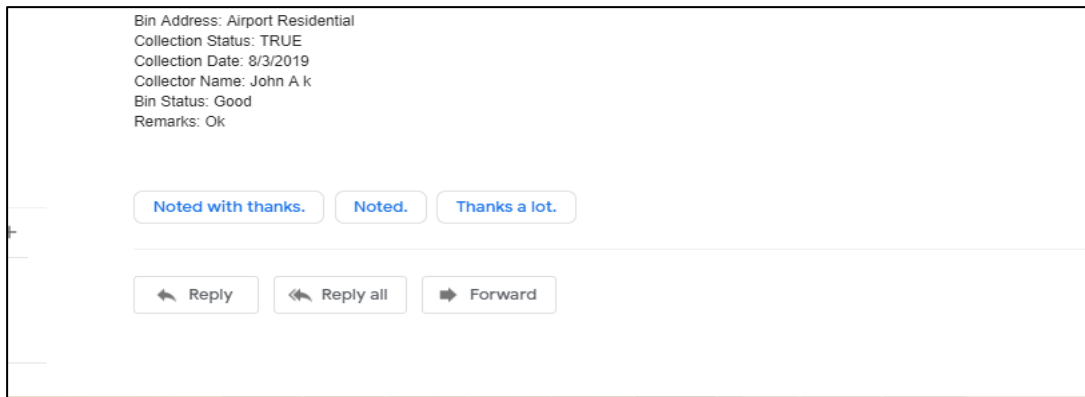 Bin Address: Airport Residential
Collection Status: TRUE
Collection Date: 8/3/2019
Collector Name: John A k
Bin Status: Good
Remarks: Ok
Noted with thanks. Noted. Thanks a lot.
Reply Reply all Forward